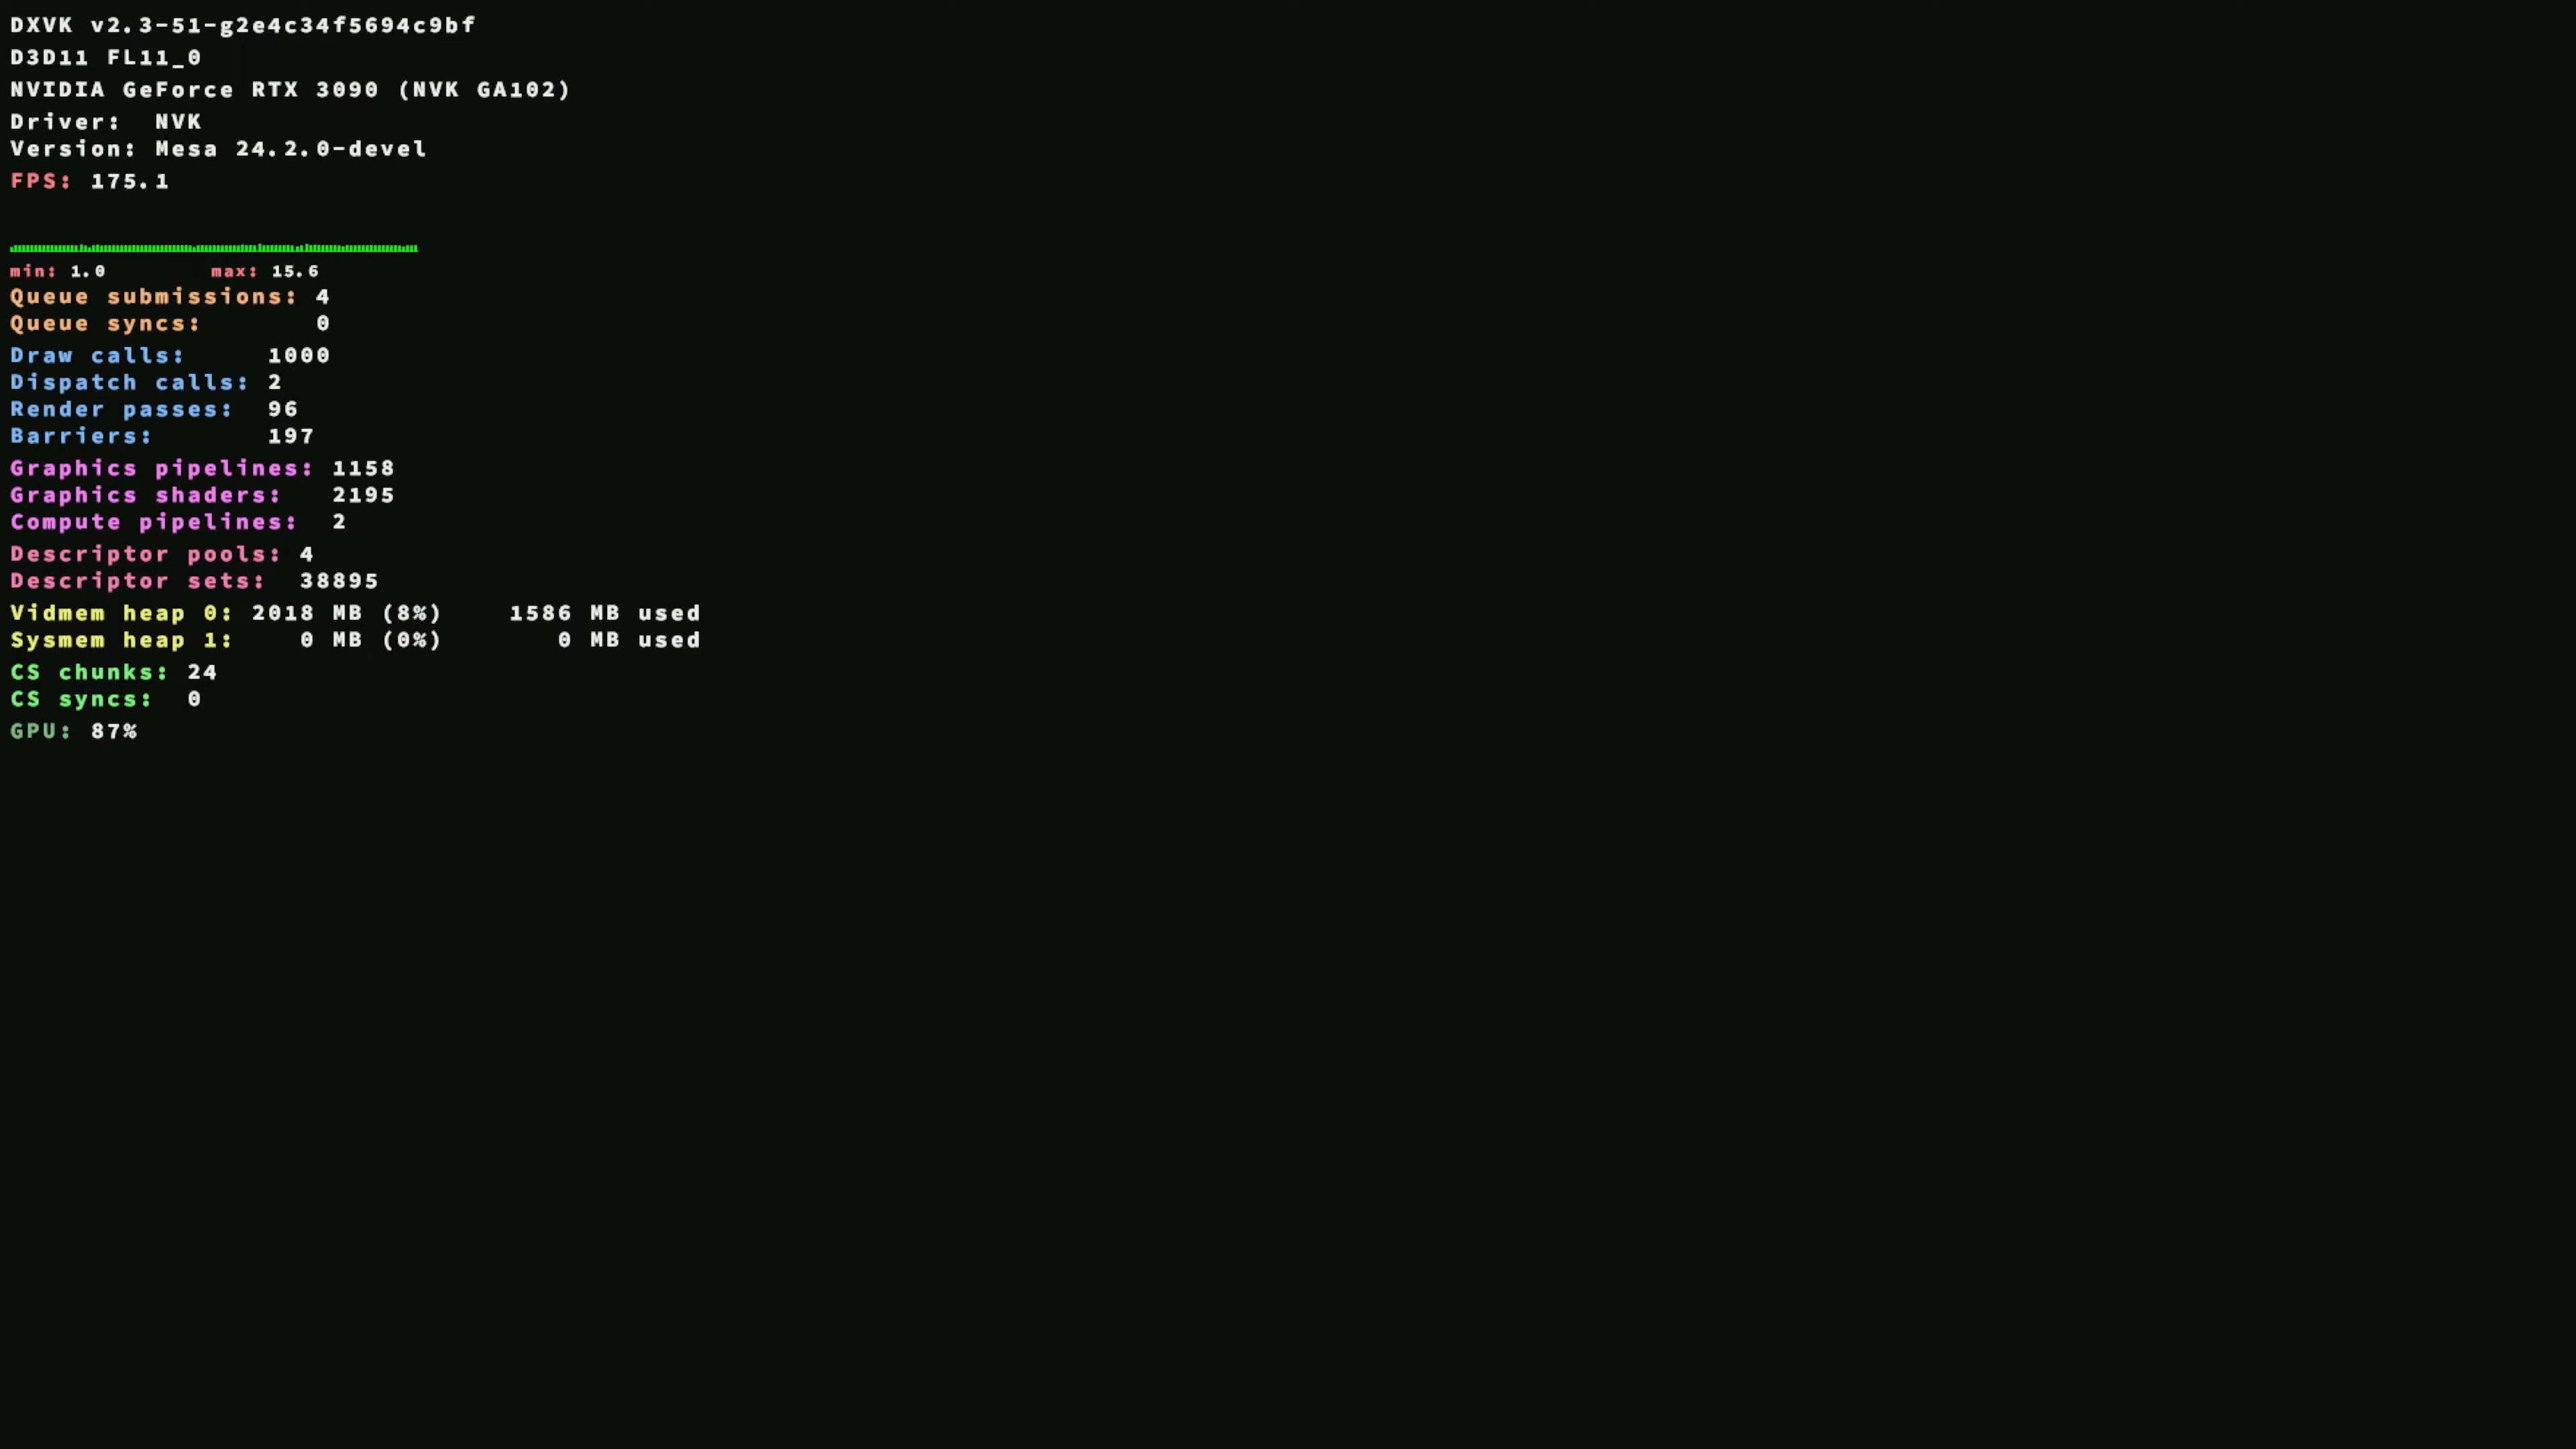 DXVK v2.3-51-g2e4c34f5694c9bf
D3D11 FL11_0
NVIDIA GeForce RTX 3090 (NVK GA102)
Driver: NVK
Version: Mesa 24.2.0-devel
FPS: 175.1
min: 1.0 max: 15.6
Queue submissions: 4
Queue syncs: 0
Draw calls: 1000
Dispatch calls: 2
Render passes: 96
Barriers: 197
Graphics pipelines: 1158
Graphics shaders: 2195
Compute pipelines: 2
Descriptor pools: 4
Descriptor sets: 38895
Vidmem heap 0: 2018 MB (8%) 1586 MB used
Sysmem heap 1: 0 MB (0%) 0 MB used
CS chunks: 24
CS syncs: 0
GPU: 87%